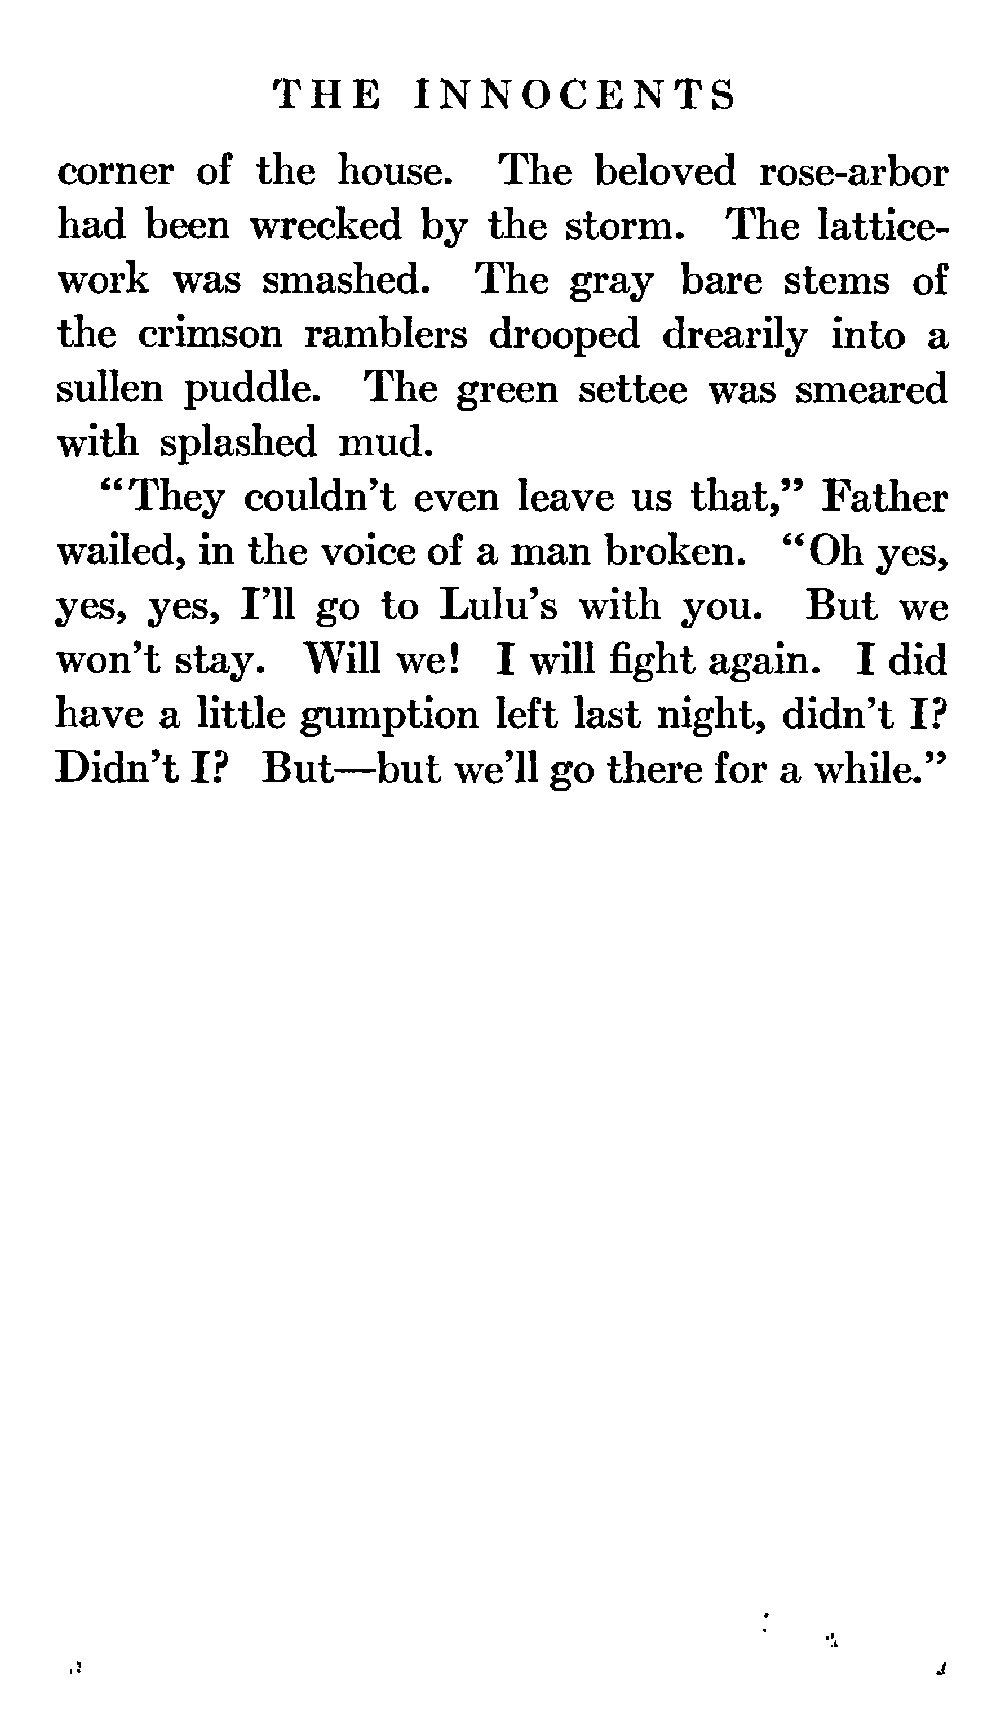 THE INNOCENTS
corner of the house. The beloved rose-arbor
had been wrecked by the storm. The lattice-
work was smashed. The gray bare stems of
the crimson ramblers drooped drearily into a
sullen puddle. The green settee was smeared
with splashed mud.
“They couldn’t even leave us that,” Father
wailed, in the voice of a man broken. “Oh yes,
yes, yes, I’ll go to Lulu’s with you. But we
won’t stay. Will we! I will fight again. I did
have a little gumption left last night, didn’t I?
Didn’t I? But—but we’ll go there for a while.”